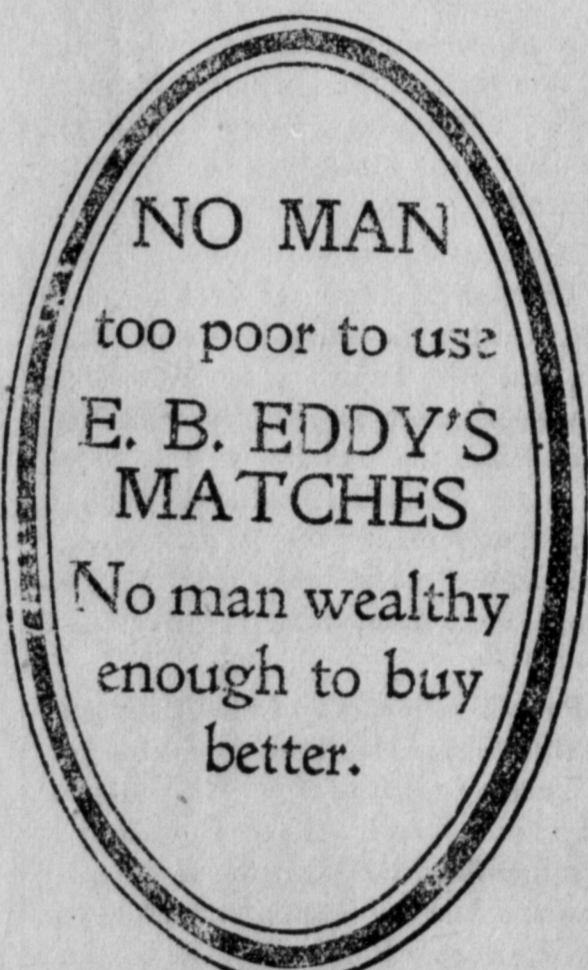 NO MAN
too poor to use
E. B. EDDY'S
MATCHES
No man wealthy
enough to buy
better.